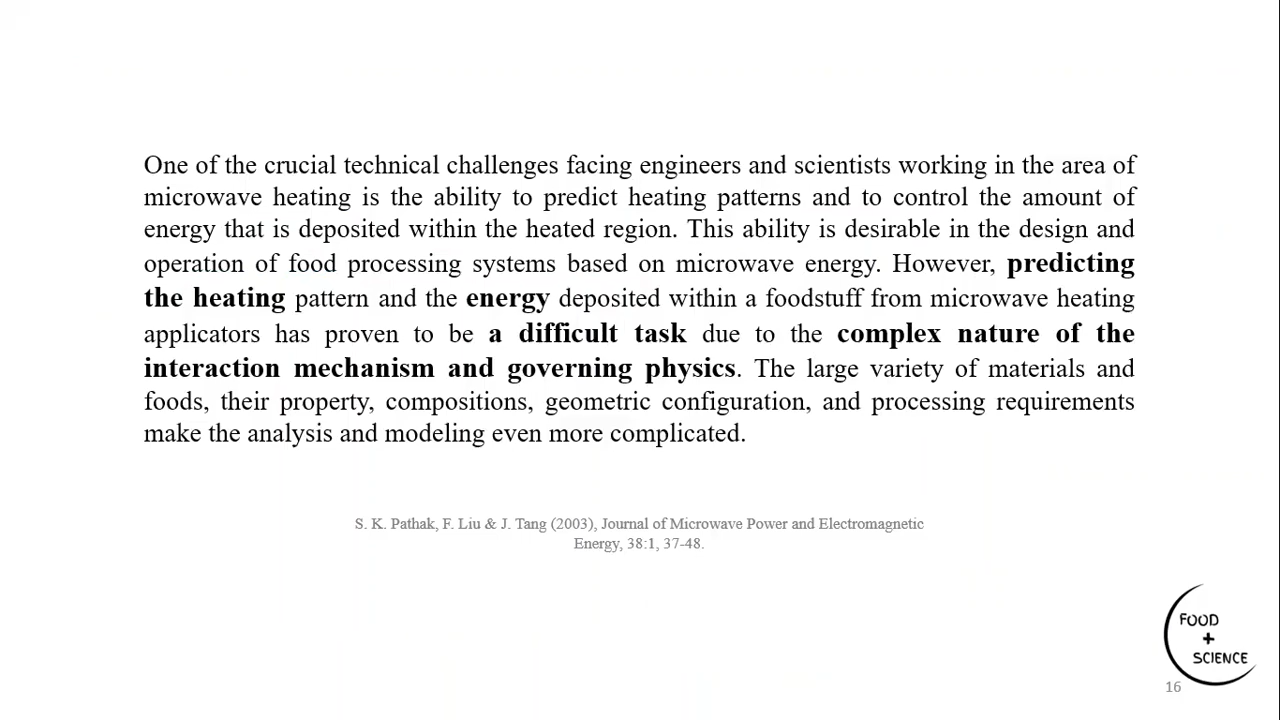 One of the crucial technical challenges facing engineers and scientists working in the area of
microwave heating is the ability to predict heating patterns and to control the amount of
energy that is deposited within the heated region. This ability is desirable in the design and
operation of food processing systems based on microwave energy. However, predicting
the heating pattern and the energy deposited within a foodstuff from microwave heating
applicators has proven to be a difficult task due to the complex nature of the
interaction mechanism and governing physics. The large variety of materials and
foods, their property, compositions, geometric configuration, and processing requirements
make the analysis and modeling even more complicated.
S. K. Pathak, F. Liu & J. Tang (2003), Journal of Microwave Power and Electromagnetic
Energy, 38:1, 37-48.
FOOD
+
SCIENCE
16